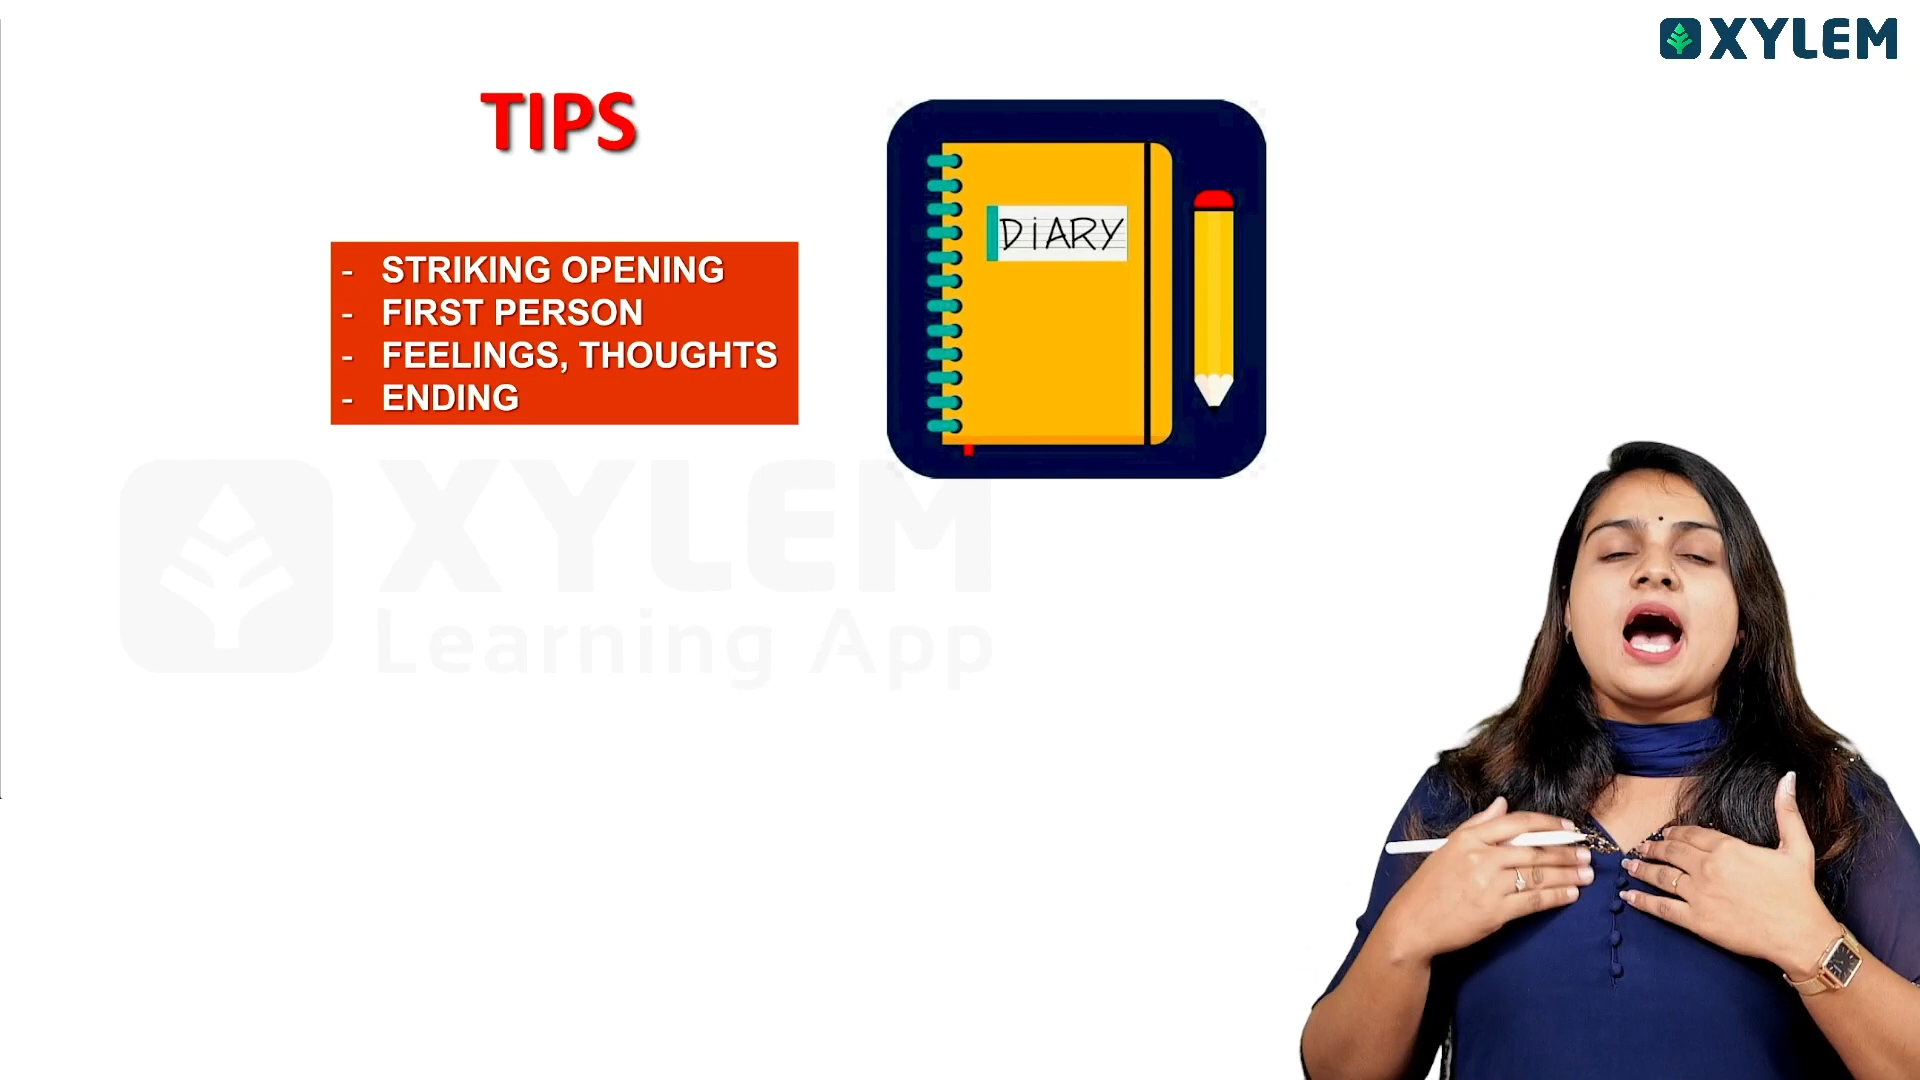 XYLEM
TIPS
DiARY
- STRIKING OPENING
- FIRST PERSON
- FEELINGS, THOUGHTS
- ENDING
XYLEM
Learning App